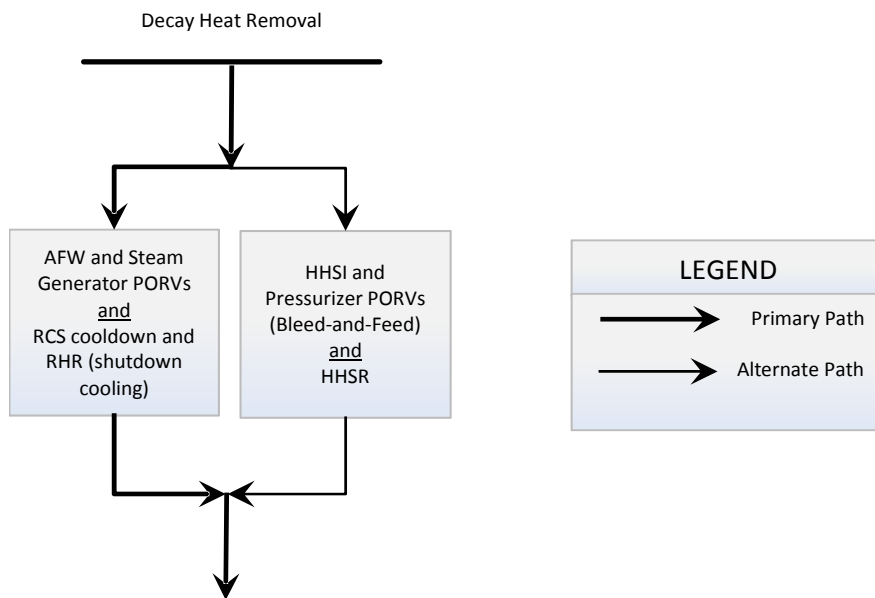 Decay Heat Removal
AFW and Steam
Generator PORVs
and
RCS cooldown and
RHR (shutdown
cooling)
HHSI and
Pressurizer PORVs
(Bleed-and-Feed)
and
HHSR
LEGEND
Primary Path
Alternate Path